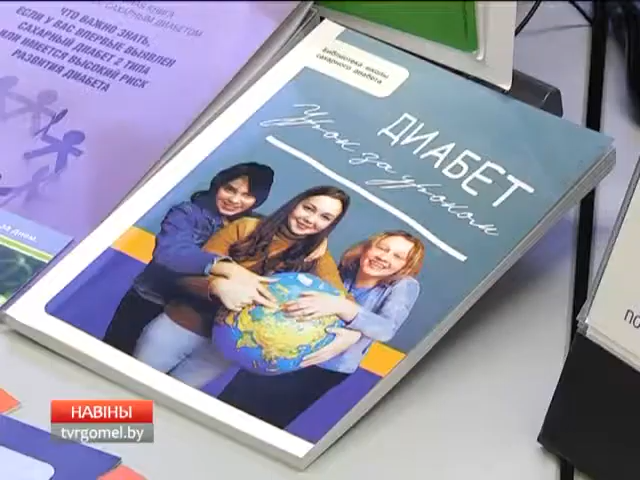 ЧТО ВАЖНО ЗНАТЬ,
ЕСЛИ У ВАС ВПЕРВЫЕ ВЫЯВЛЕН
САХАРНЫЙ ДИАБЕТ 2 ТИПА
ИЛИ ИМЕЕТСЯ ВЫСОКИЙ РИСК
РАЗВИТИЯ ДИАБЕТА
Библиотека школы
сахарного диабета
ДИАБЕТ
Урок за уроком
НАВІНЫ
tvrgomel.by